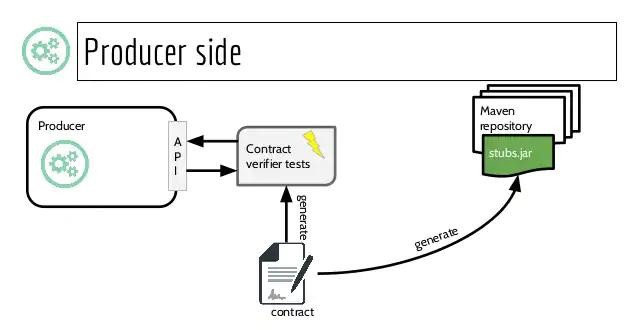 Producer side
Producer
A
P
I
Contract
verifier tests
Maven
repository
stubs.jar
generate
generate
contract